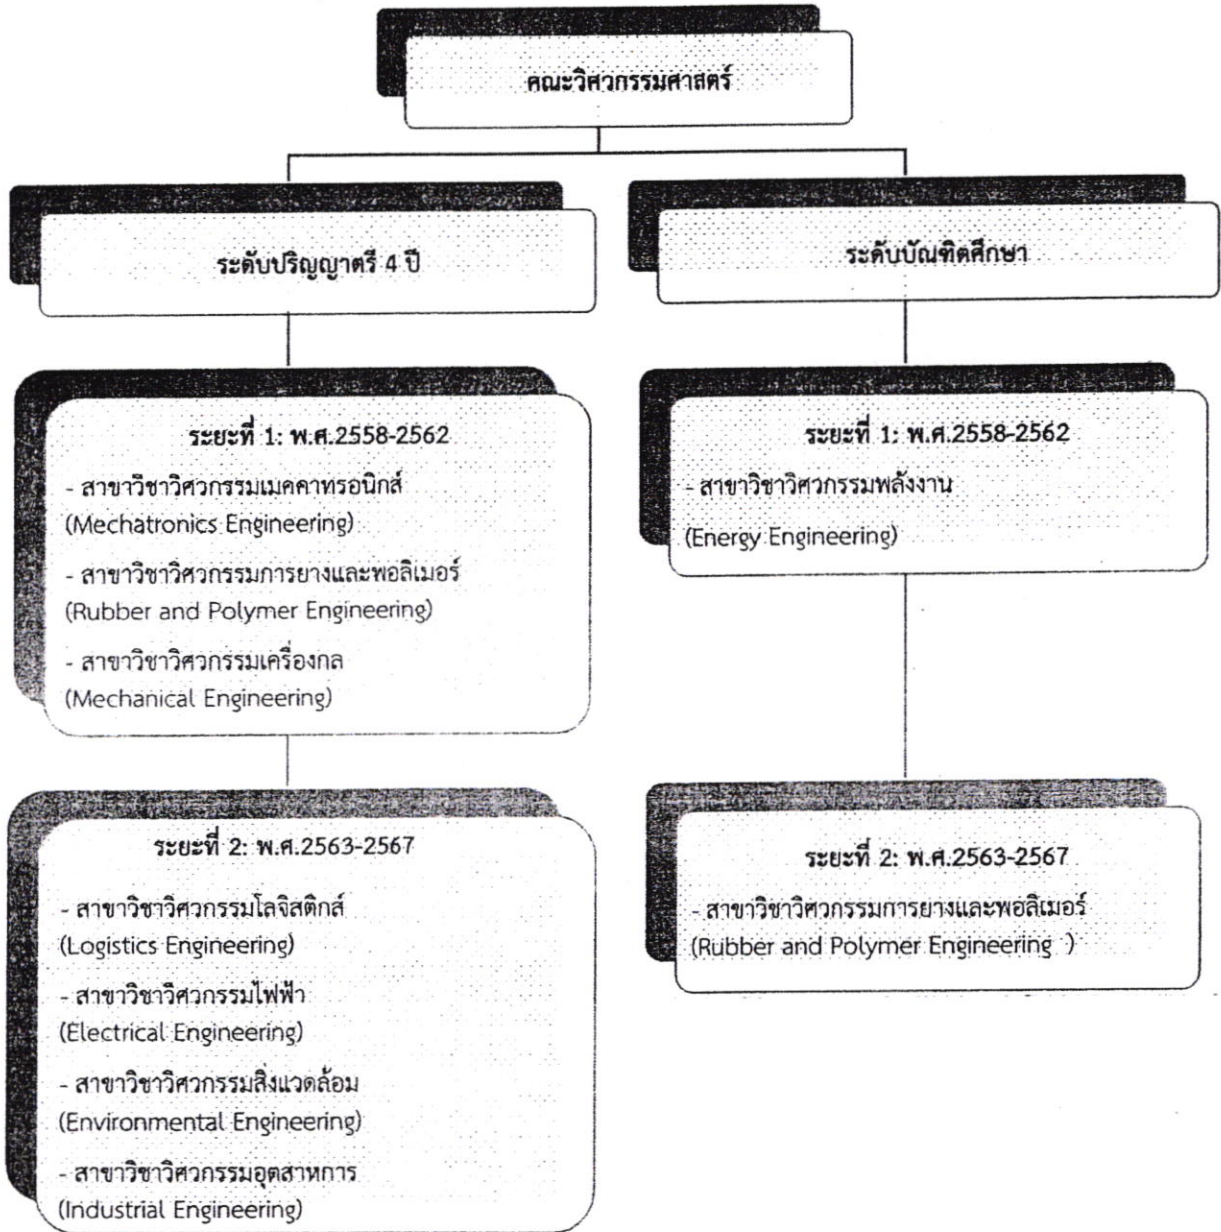 คณะวิศวกรรมศาสตร์
ระดับปริญญาตรี 4 ปี
ระยะที่ 1: พ.ศ.2558-2562
- สาขาวิชาวิศวกรรมเมคคาทรอนิกส์
(Mechatronics Engineering)
- สาขาวิชาวิศวกรรมการยางและพอลิเมอร์
(Rubber and Polymer Engineering)
- สาขาวิชาวิศวกรรมเครื่องกล
(Mechanical Engineering)
ระยะที่ 2: พ.ศ.2563-2567
- สาขาวิชาวิศวกรรมโลจิสติกส์
(Logistics Engineering)
- สาขาวิชาวิศวกรรมไฟฟ้า
(Electrical Engineering)
- สาขาวิชาวิศวกรรมสิ่งแวดล้อม
(Environmental Engineering)
- สาขาวิชาวิศวกรรมอุตสาหการ
(Industrial Engineering)
ระดับบัณฑิตศึกษา
ระยะที่ 1: พ.ศ.2558-2562
- สาขาวิชาวิศวกรรมพลังงาน
(Energy Engineering)
ระยะที่ 2: พ.ศ.2563-2567
- สาขาวิชาวิศวกรรมการยางและพอลิเมอร์
(Rubber and Polymer Engineering )